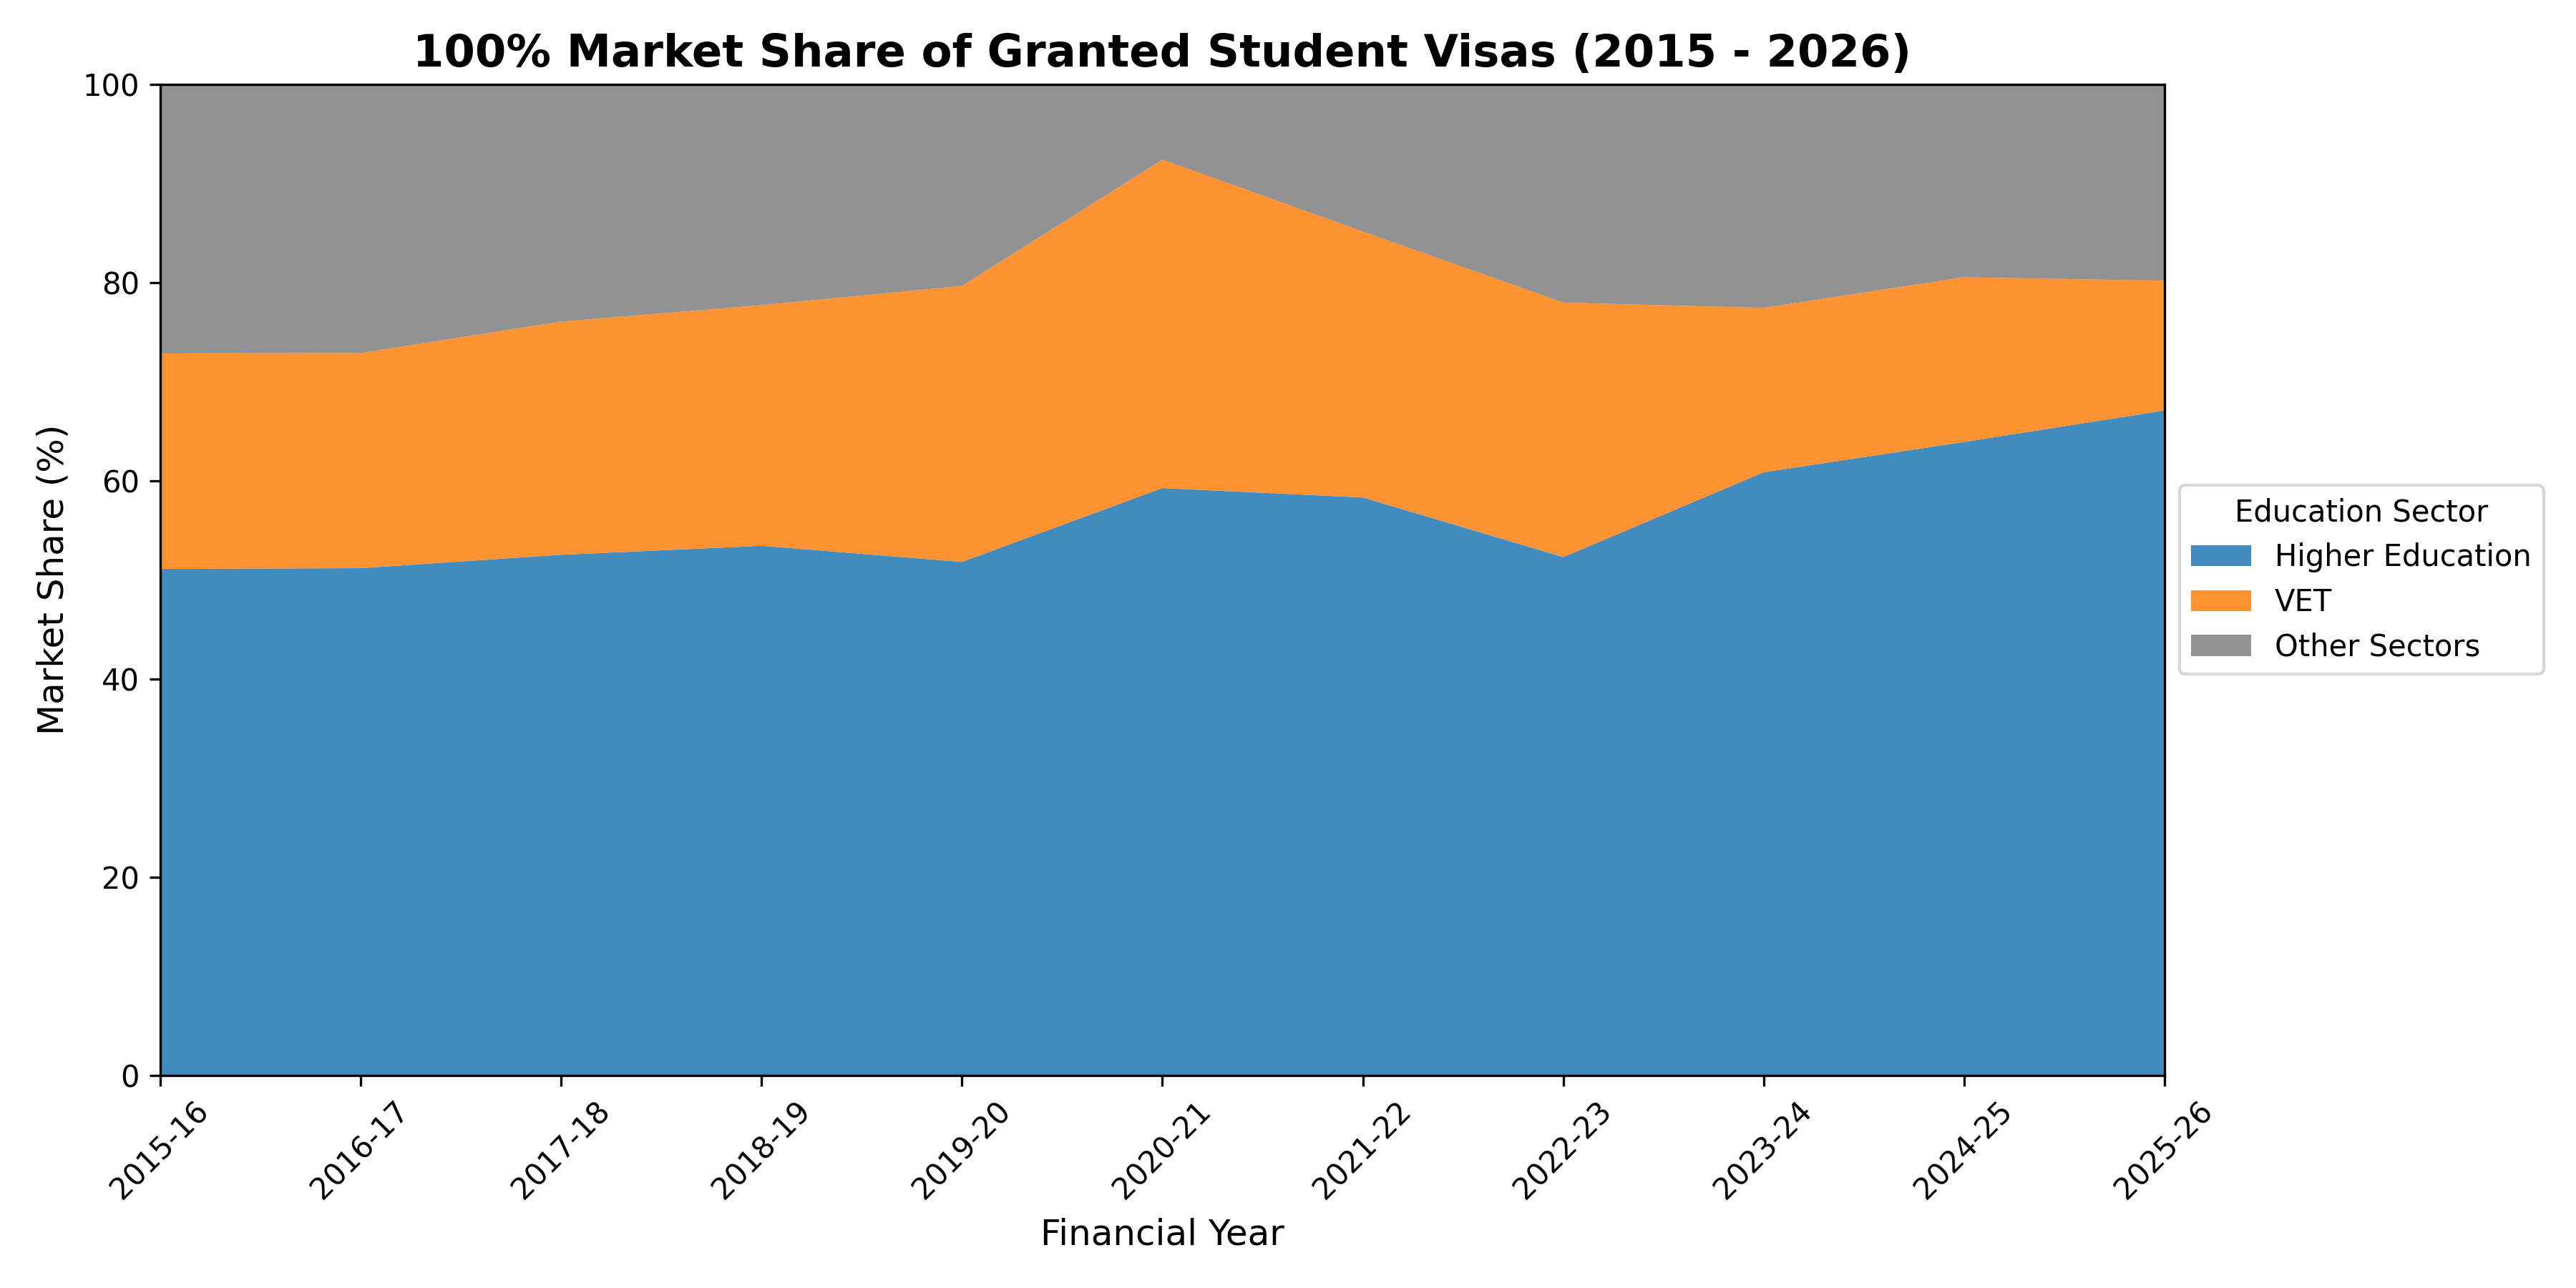 100% Market Share of Granted Student Visas (2015 - 2026)
Market Share (%)
100
80
60
40
20
0
2015-16
2016-17
2017-18
2018-19
2019-20
2020-21
2021-22
2022-23
2023-24
2024-25
2025-26
Financial Year
Education Sector
Higher Education
VET
Other Sectors